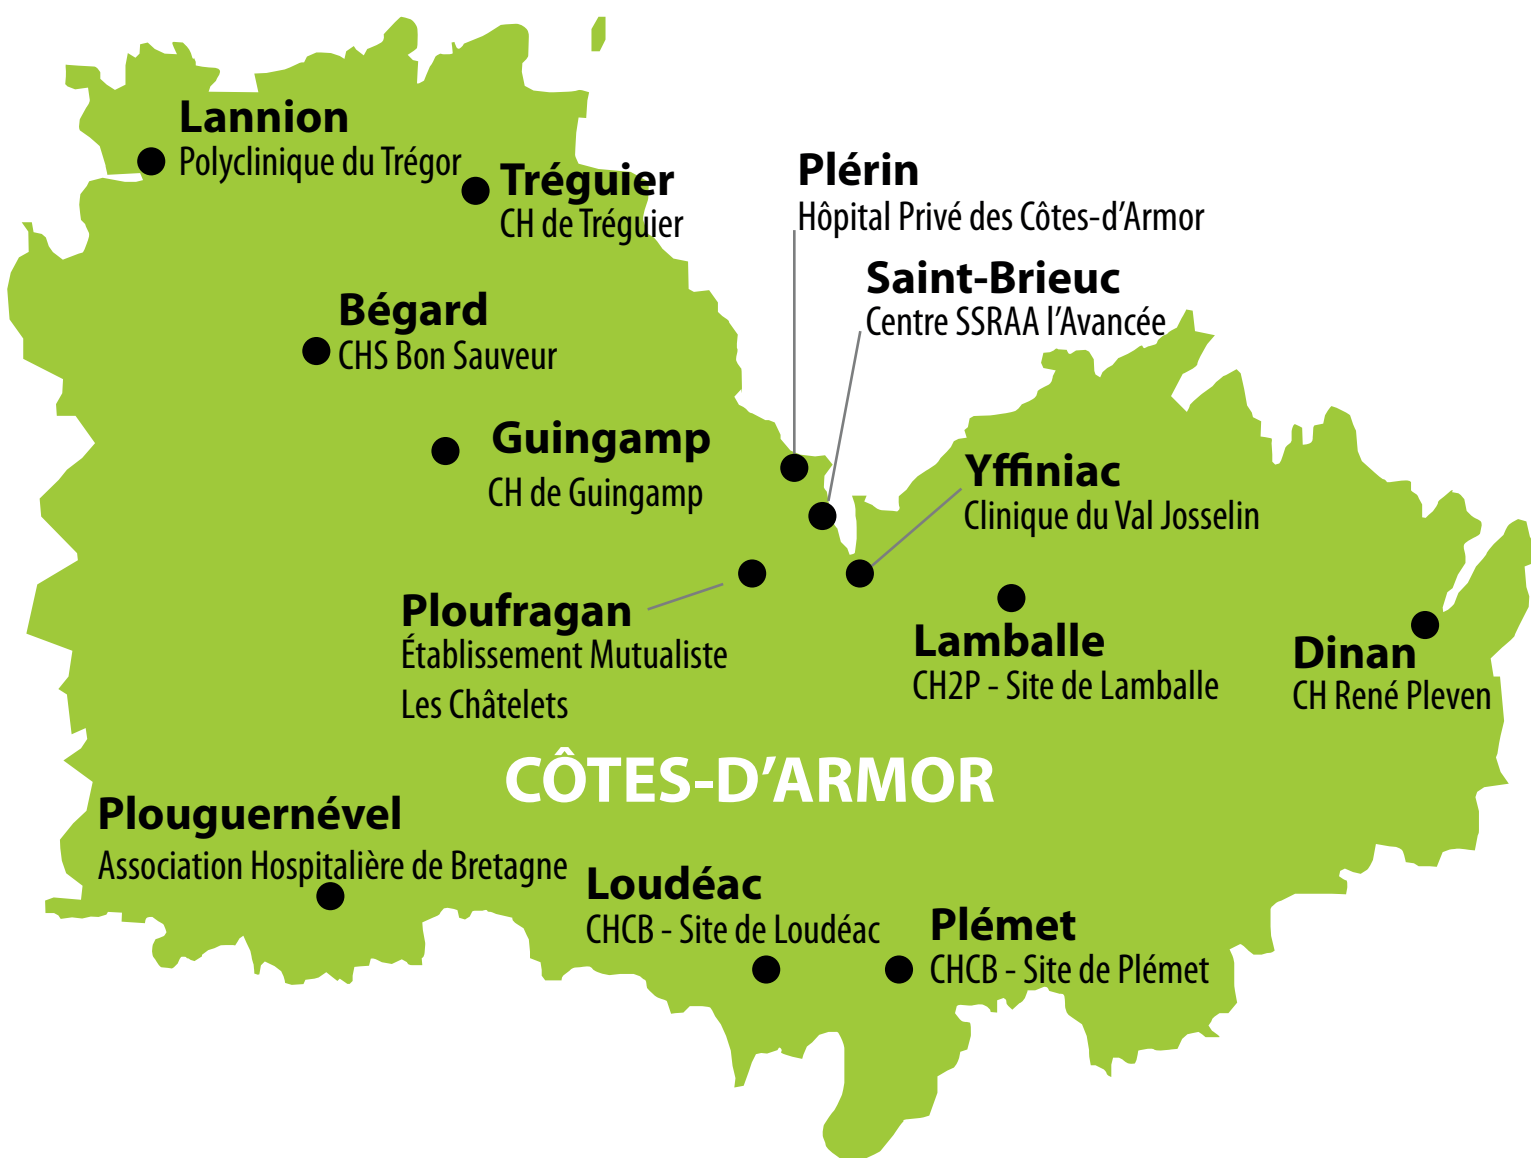 Lannion
Polyclinique du Trégor
Tréguier
CH de Tréguier
Plérin
Hôpital Privé des Côtes-d’Armor
Saint-Brieuc
Centre SSRAA l’Avancée
Bégard
CHS Bon Sauveur
Guingamp
CH de Guingamp
Yffiniac
Clinique du Val Josselin
Ploufragan
Établissement Mutualiste
Les Châtelets
Lamballe
CH2P - Site de Lamballe
Dinan
CH René Pleven
CÔTES-D’ARMOR
Plouguernével
Association Hospitalière de Bretagne
Loudéac
CHCB - Site de Loudéac
Plémet
CHCB - Site de Plémet